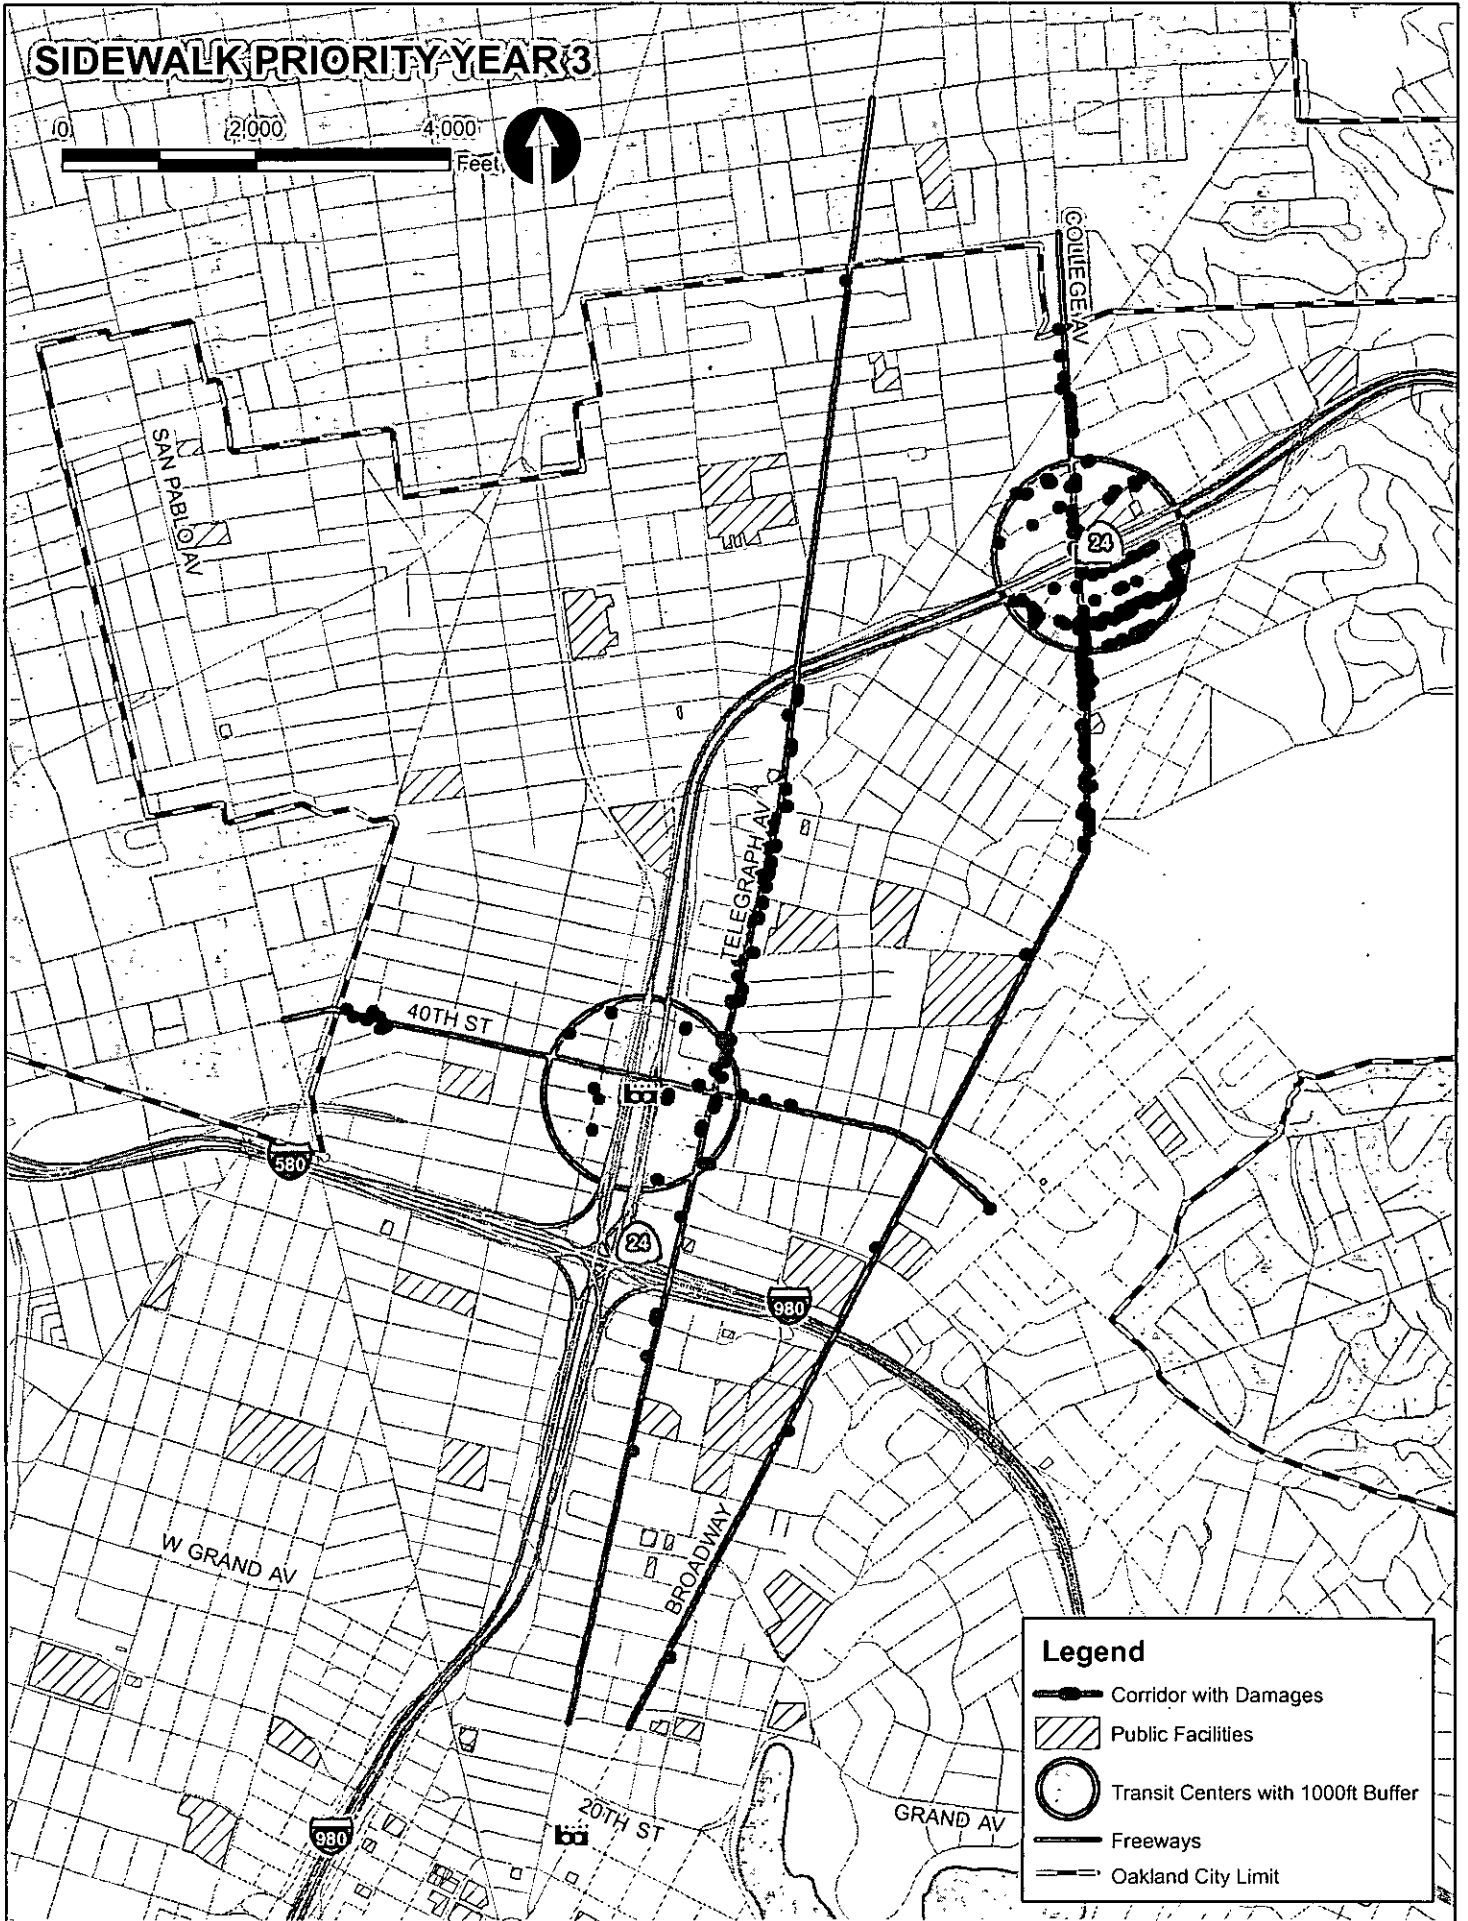 SIDEWALK PRIORITY YEAR 3
0 2,000 4,000
Feet
COLLEGE AV
SAN PABLO AV
24
TELEGRAPH AV
40TH ST
580
24
980
W GRAND AV
BROADWAY
20TH ST
GRAND AV
980
Legend
Corridor with Damages
Public Facilities
Transit Centers with 1000ft Buffer
Freeways
Oakland City Limit